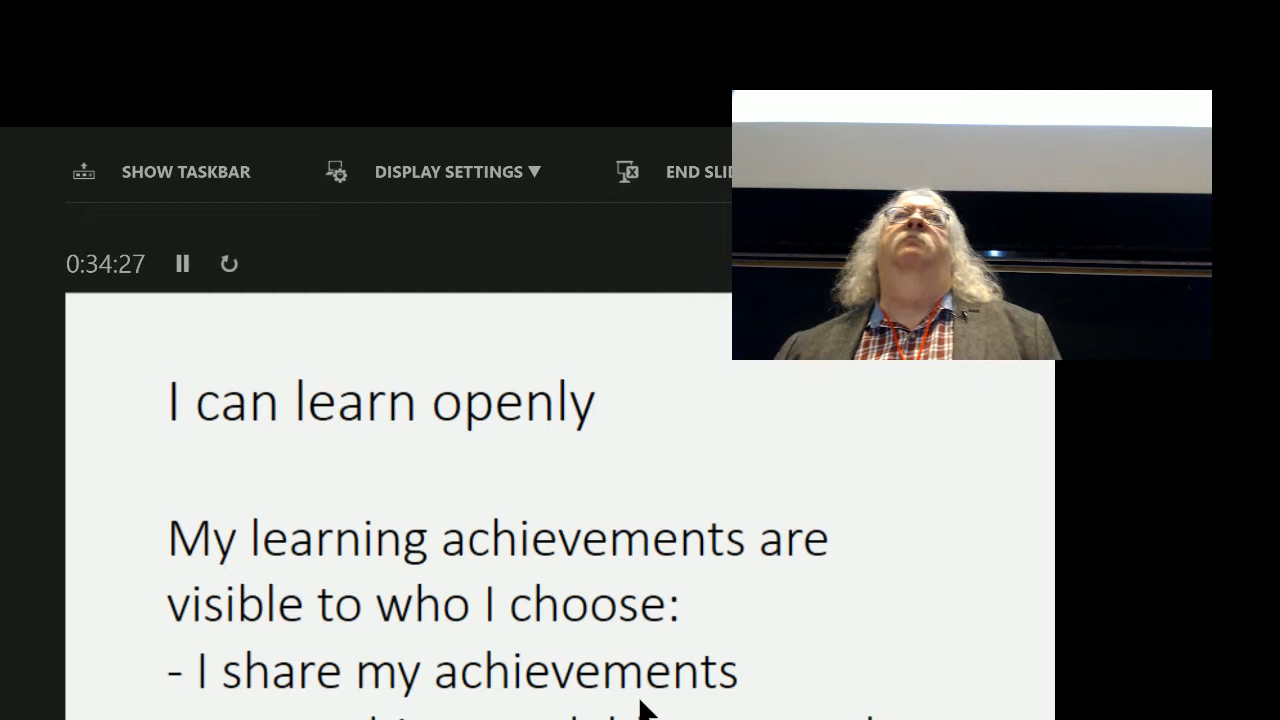 SHOW TASKBAR
DISPLAY SETTINGS ▼
END SLI
0:34:27
I can learn openly
My learning achievements are
visible to who I choose:
- I share my achievements